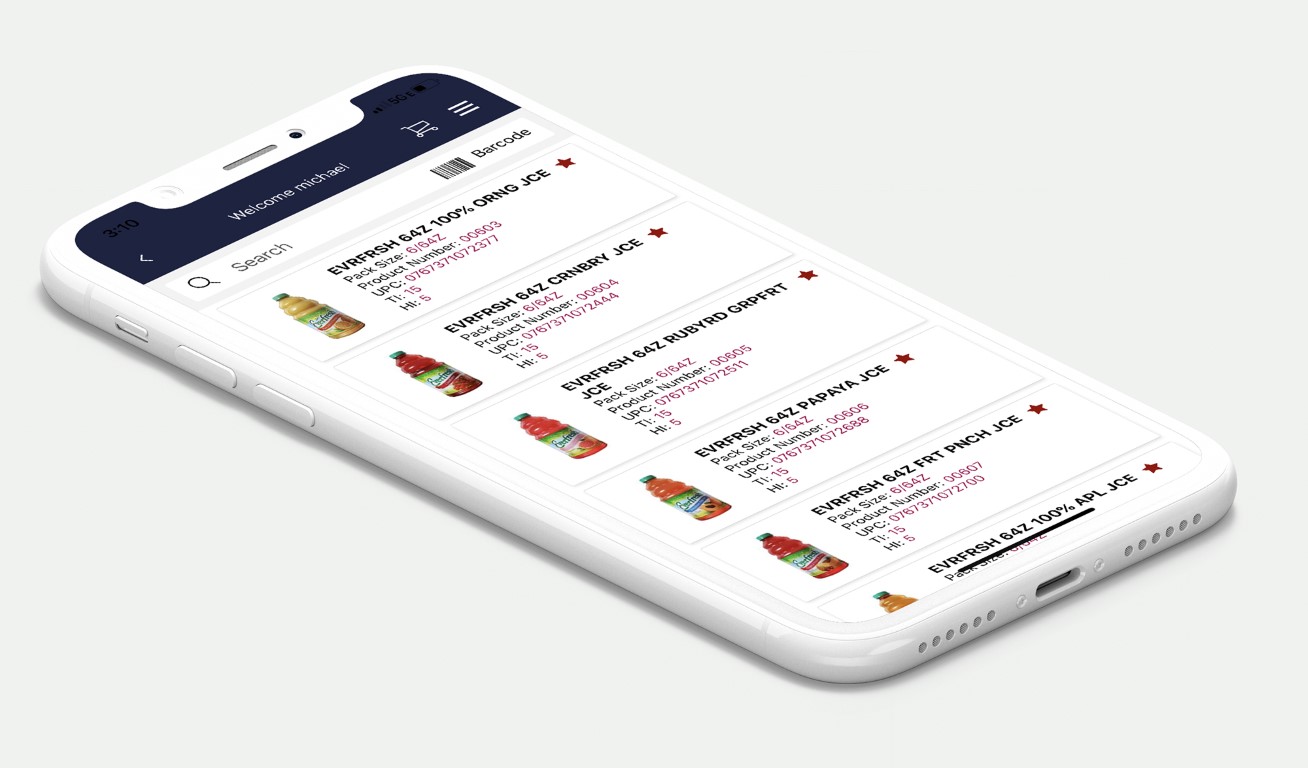 3:10
5G E
Welcome michael
Search
Barcode
EVRFRSH 64Z 100% ORNG JCE
Pack Size: 6/64Z
Product Number: 00603
UPC: 0767371072377
TI: 15
HI: 5
EVRFRSH 64Z CRNBRY JCE
Pack Size: 6/64Z
Product Number: 00604
UPC: 0767371072444
TI: 15
HI: 5
EVRFRSH 64Z RUBYRD GRPFRT
JCE
Pack Size: 6/64Z
Product Number: 00605
UPC: 0767371072511
TI: 15
HI: 5
EVRFRSH 64Z PAPAYA JCE
Pack Size: 6/64Z
Product Number: 00606
UPC: 0767371072688
TI: 15
HI: 5
EVRFRSH 64Z FRT PNCH JCE
Pack Size: 6/64Z
Product Number: 00607
UPC: 0767371072700
TI: 15
HI: 5
EVRFRSH 64Z 100% APL JCE
Pack Size: 6/64Z